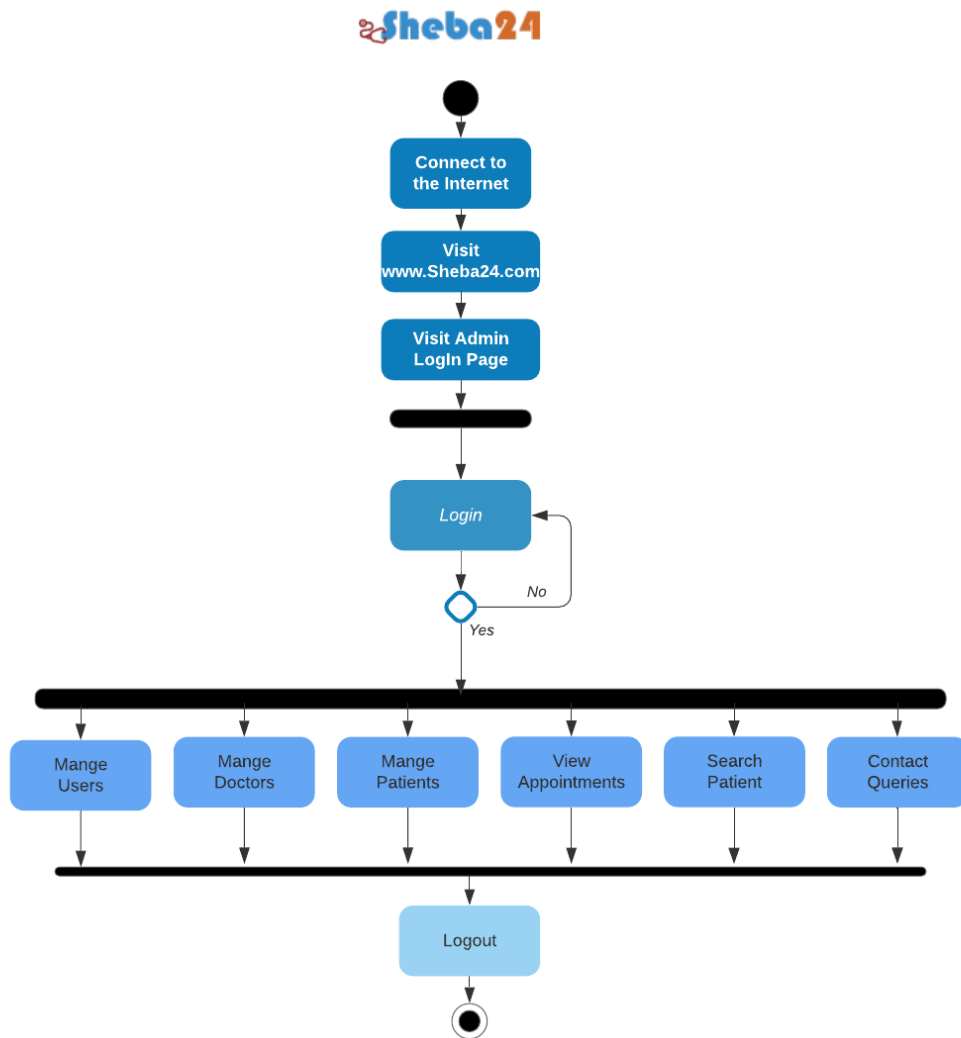 Sheba24
Connect to
the Internet
Visit
www.Sheba24.com
Visit Admin
LogIn Page
Login
No
Yes
Mange
Users
Mange
Doctors
Mange
Patients
View
Appointments
Search
Patient
Contact
Queries
Logout